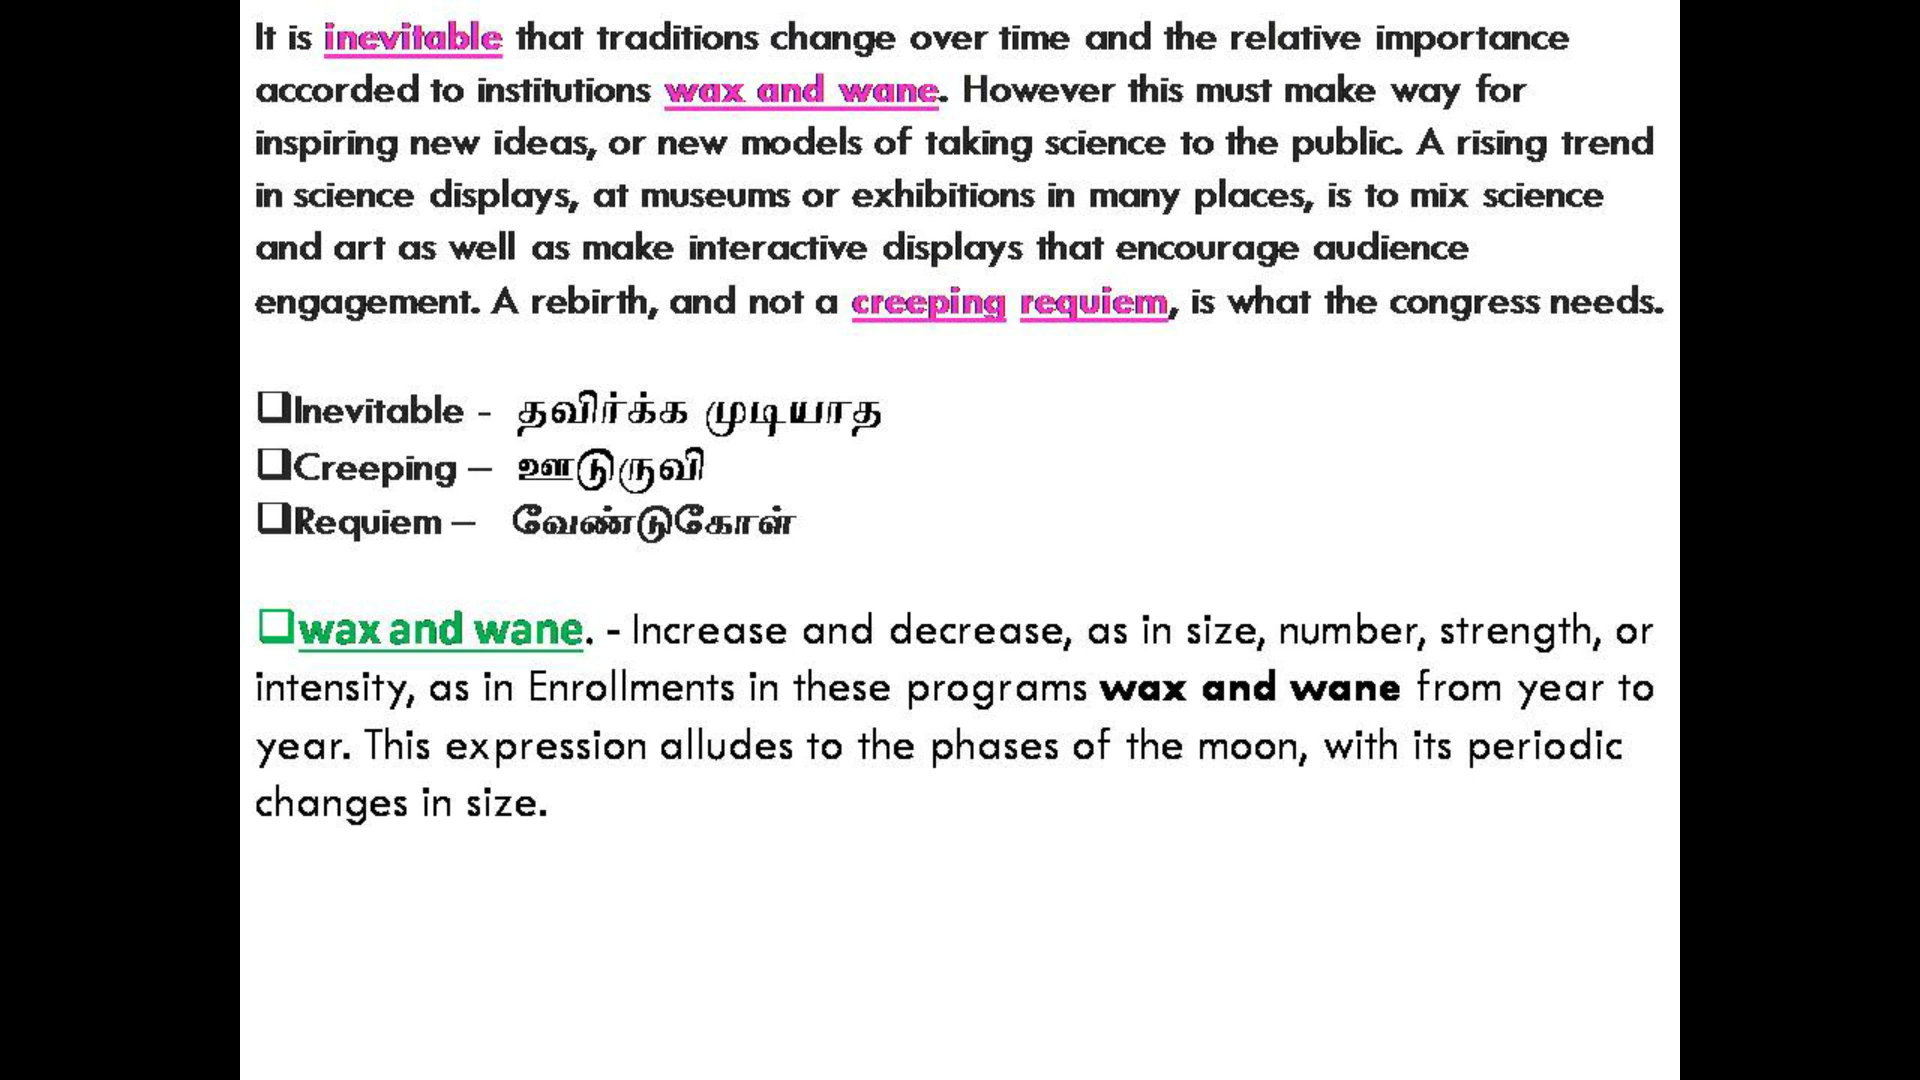 It is inevitable that traditions change over time and the relative importance
accorded to institutions wax and wane. However this must make way for
inspiring new ideas, or new models of taking science to the public. A rising trend
in science displays, at museums or exhibitions in many places, is to mix science
and art as well as make interactive displays that encourage audience
engagement. A rebirth, and not a creeping requiem, is what the congress needs.
❑Inevitable - தவிர்க்க முடியாத
❑Creeping – ஊடுருவி
❑Requiem – வேண்டுகோள்
❑wax and wane. - Increase and decrease, as in size, number, strength, or
intensity, as in Enrollments in these programs wax and wane from year to
year. This expression alludes to the phases of the moon, with its periodic
changes in size.